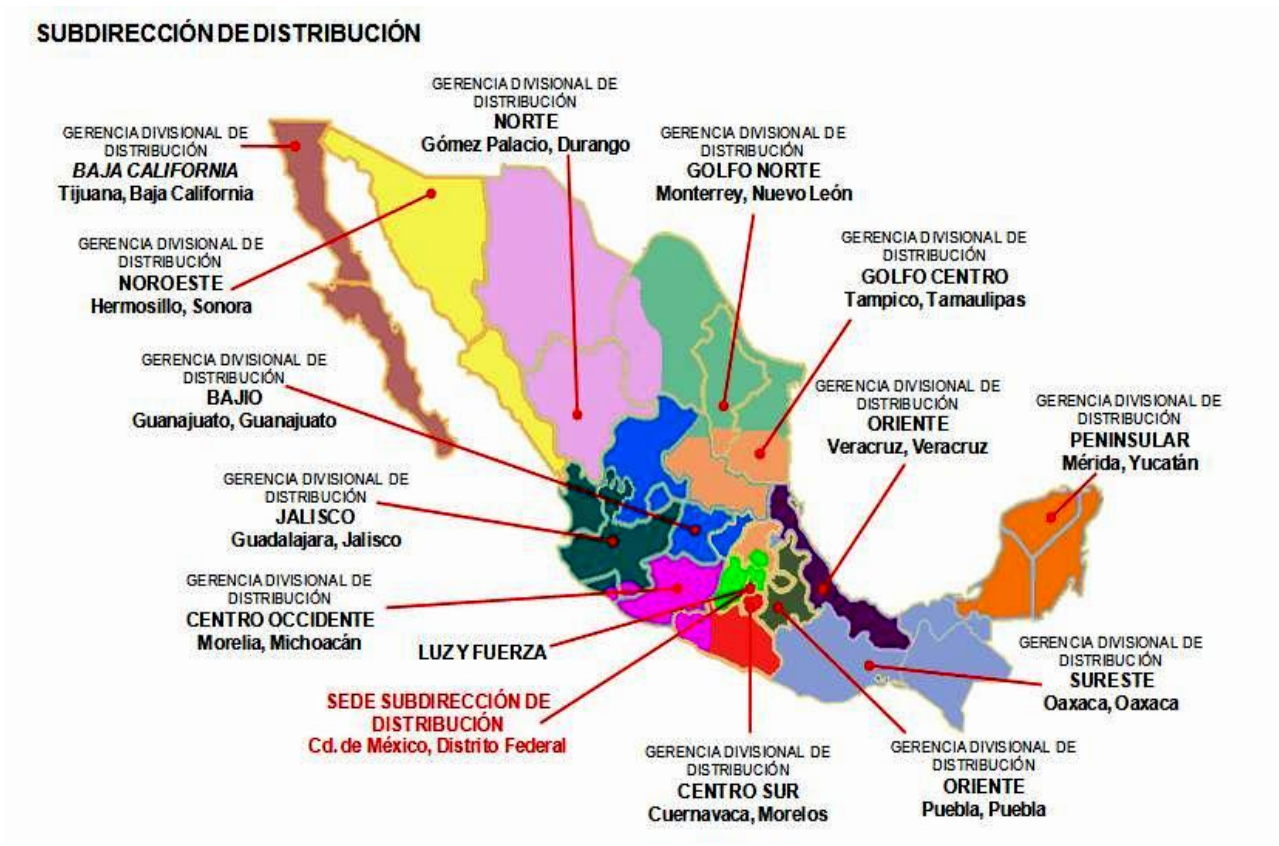 SUBDIRECCIÓN DE DISTRIBUCIÓN
GERENCIA DIVISIONAL DE
DISTRIBUCIÓN
NORTE
Gómez Palacio, Durango
GERENCIA DIVISIONAL DE
DISTRIBUCIÓN
BAJA CALIFORNIA
Tijuana, Baja California
GERENCIA DIVISIONAL DE
DISTRIBUCIÓN
GOLFO NORTE
Monterrey, Nuevo León
GERENCIA DIVISIONAL DE
DISTRIBUCIÓN
NOROESTE
Hermosillo, Sonora
GERENCIA DIVISIONAL DE
DISTRIBUCIÓN
GOLFO CENTRO
Tampico, Tamaulipas
GERENCIA DIVISIONAL DE
DISTRIBUCIÓN
BAJIO
Guanajuato, Guanajuato
GERENCIA DIVISIONAL DE
DISTRIBUCIÓN
ORIENTE
Veracruz, Veracruz
GERENCIA DIVISIONAL DE
DISTRIBUCIÓN
PENINSULAR
Mérida, Yucatán
GERENCIA DIVISIONAL DE
DISTRIBUCIÓN
JALISCO
Guadalajara, Jalisco
GERENCIA DIVISIONAL DE
DISTRIBUCIÓN
CENTRO OCCIDENTE
Morelia, Michoacán
LUZ Y FUERZA
GERENCIA DIVISIONAL DE
DISTRIBUCIÓN
SURESTE
Oaxaca, Oaxaca
SEDE SUBDIRECCIÓN DE
DISTRIBUCIÓN
Cd. de México, Distrito Federal
GERENCIA DIVISIONAL DE
DISTRIBUCIÓN
CENTRO SUR
Cuernavaca, Morelos
GERENCIA DIVISIONAL DE
DISTRIBUCIÓN
ORIENTE
Puebla, Puebla